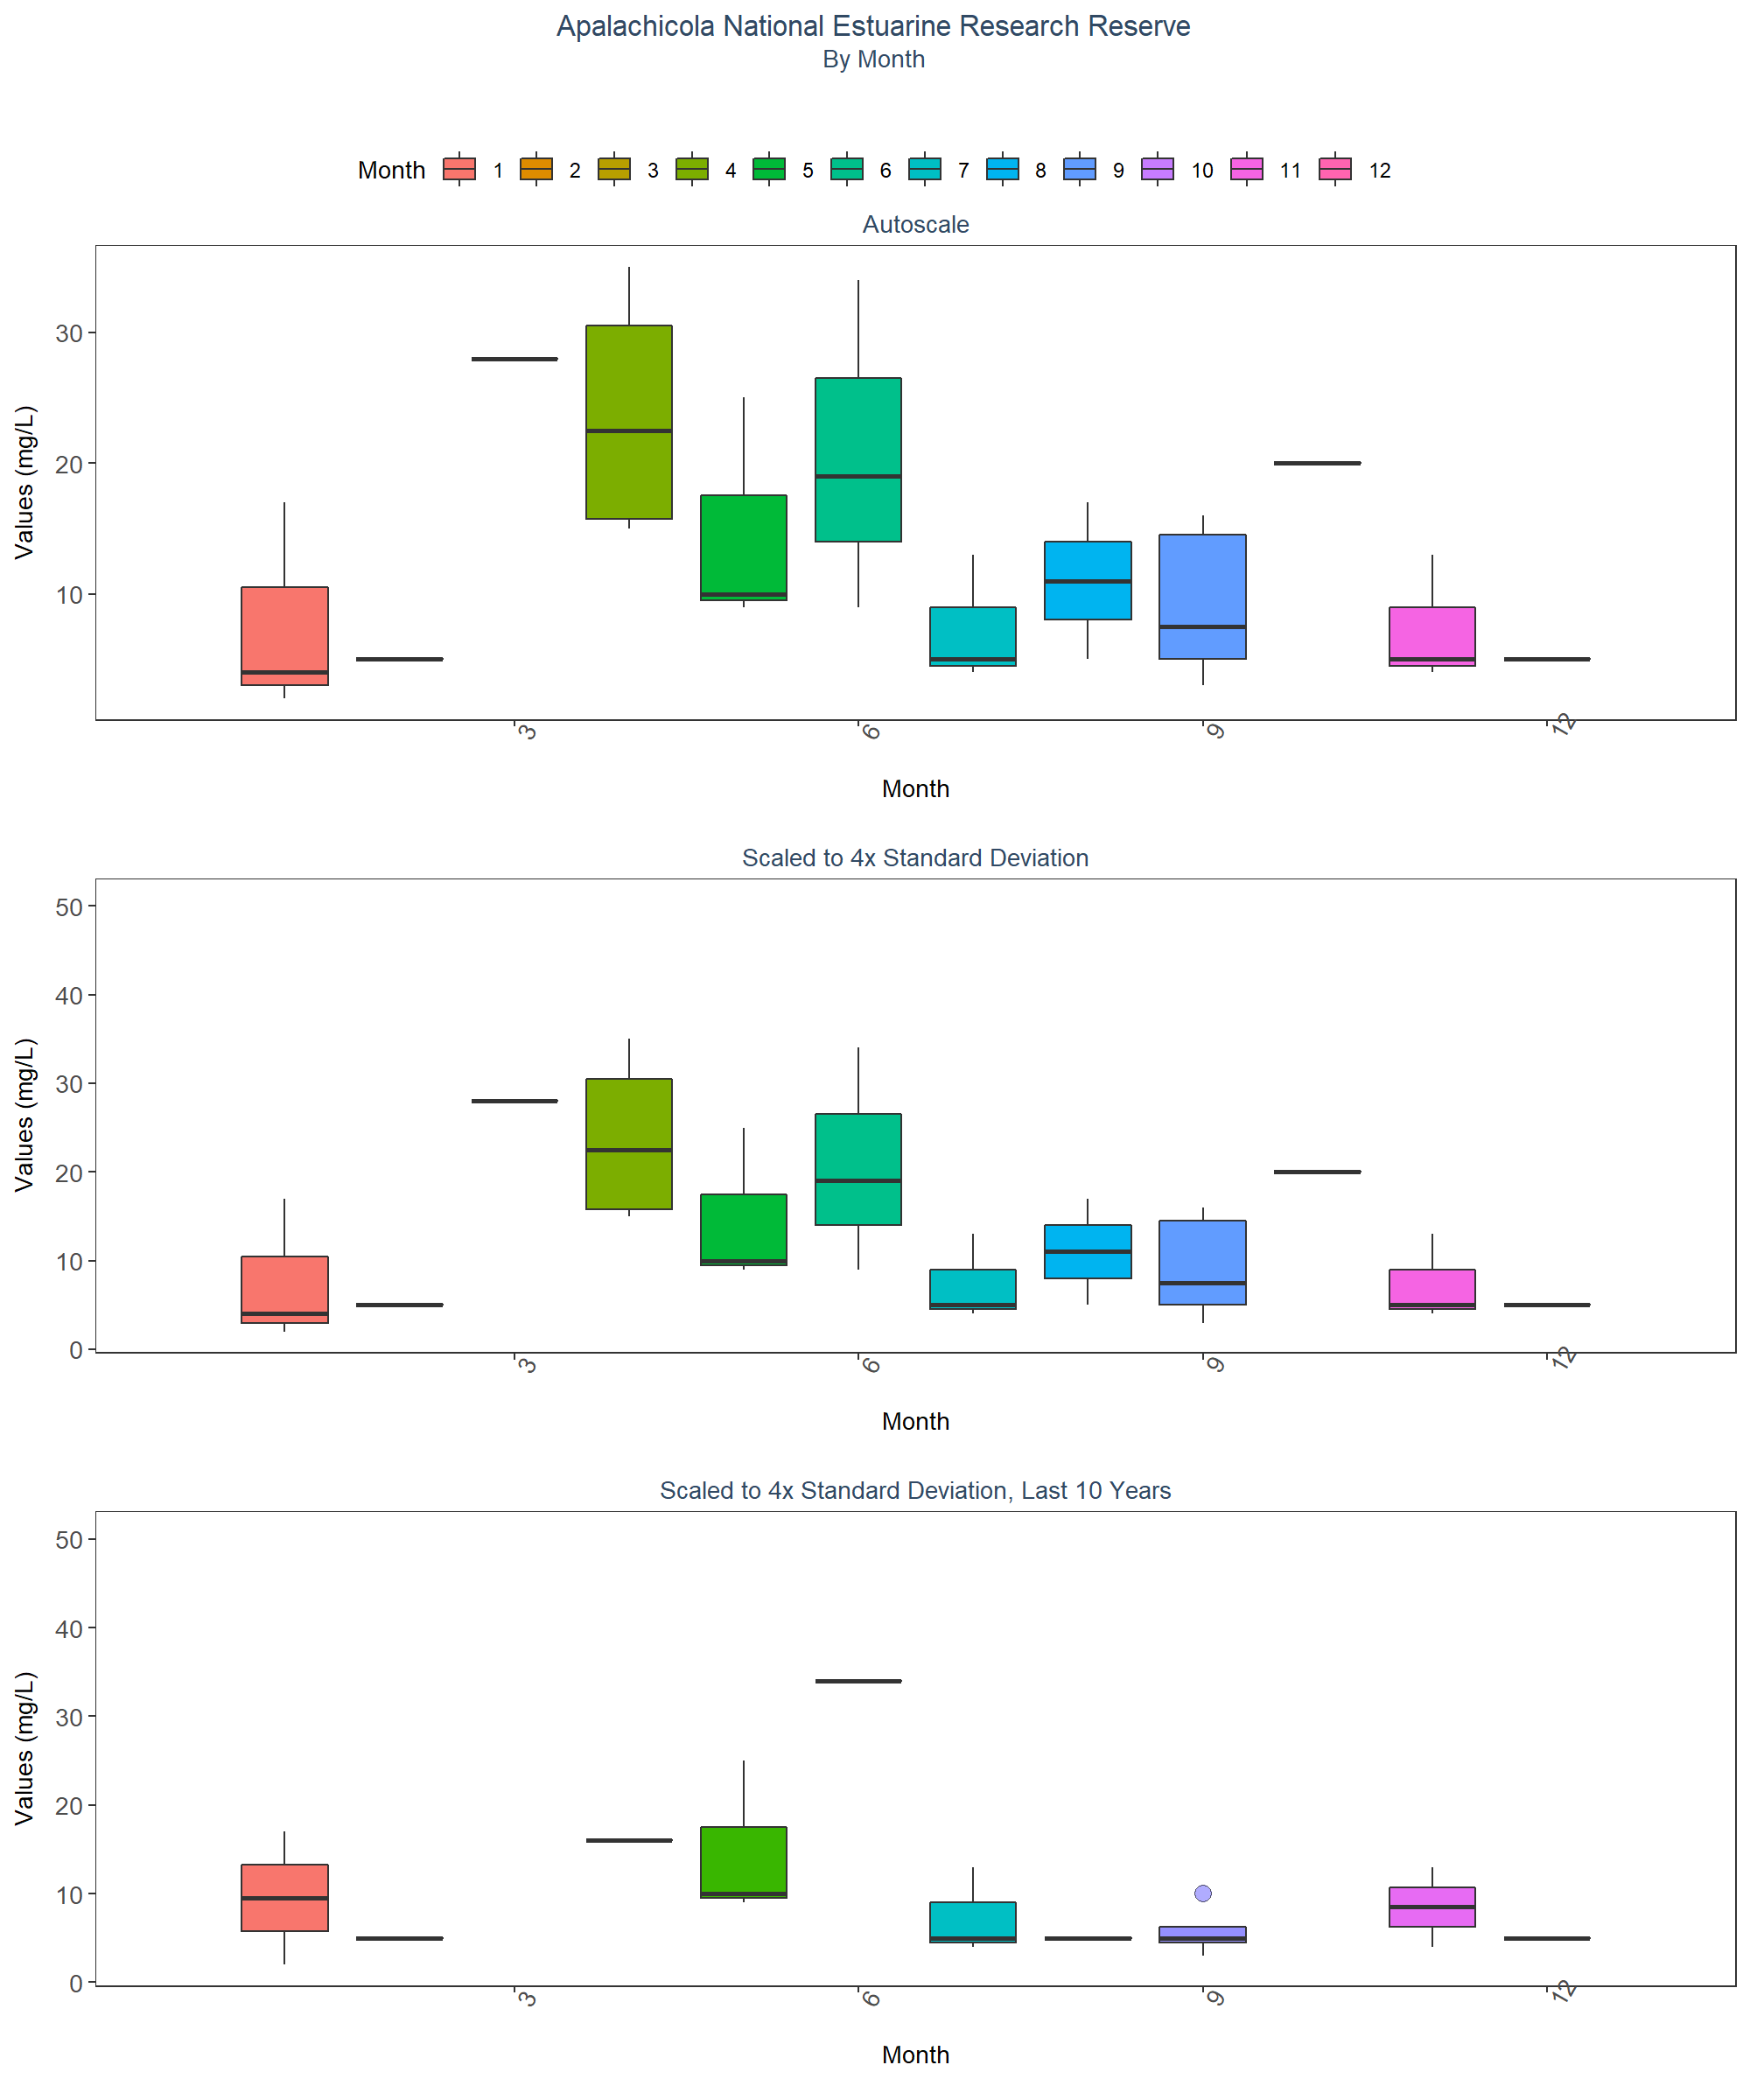 Apalachicola National Estuarine Research Reserve
By Month
Month 1 2 3 4 5 6 7 8 9 10 11 12
Autoscale
Values (mg/L)
30
20
10
3 6 9 12
Month
Scaled to 4x Standard Deviation
Values (mg/L)
50
40
30
20
10
0
3 6 9 12
Month
Scaled to 4x Standard Deviation, Last 10 Years
Values (mg/L)
50
40
30
20
10
0
3 6 9 12
Month